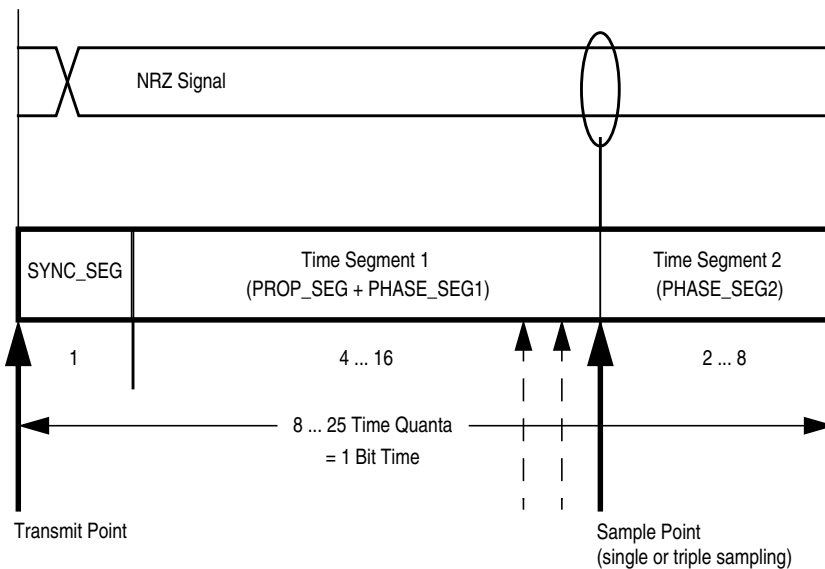 NRZ Signal
SYNC_SEG
Time Segment 1
(PROP_SEG + PHASE_SEG1)
Time Segment 2
(PHASE_SEG2)
1
4 ... 16
2 ... 8
8 ... 25 Time Quanta
= 1 Bit Time
Transmit Point
Sample Point
(single or triple sampling)